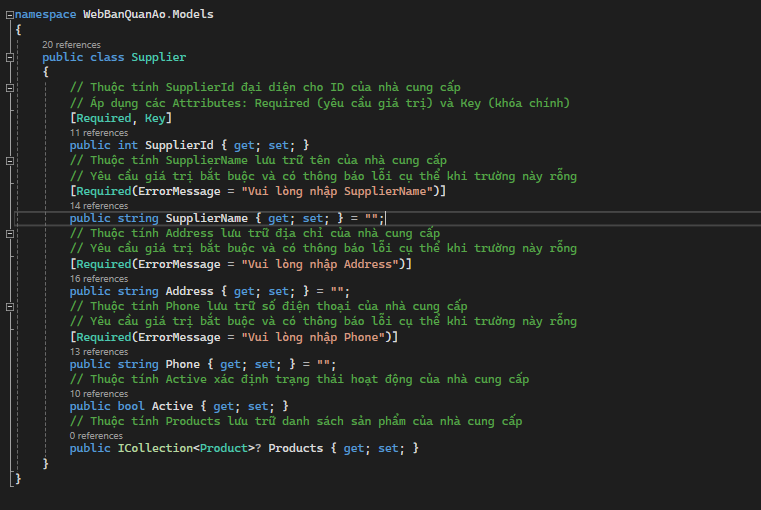 namespace WebBanQuanAo.Models
{
20 references
public class Supplier
{
// Thuộc tính SupplierId đại diện cho ID của nhà cung cấp
// Áp dụng các Attributes: Required (yêu cầu giá trị) và Key (khóa chính)
[Required, Key]
11 references
public int SupplierId { get; set; }
// Thuộc tính SupplierName lưu trữ tên của nhà cung cấp
// Yêu cầu giá trị bắt buộc và có thông báo lỗi cụ thể khi trường này rỗng
[Required(ErrorMessage = "Vui lòng nhập SupplierName")]
14 references
public string SupplierName { get; set; } = "";
// Thuộc tính Address lưu trữ địa chỉ của nhà cung cấp
// Yêu cầu giá trị bắt buộc và có thông báo lỗi cụ thể khi trường này rỗng
[Required(ErrorMessage = "Vui lòng nhập Address")]
16 references
public string Address { get; set; } = "";
// Thuộc tính Phone lưu trữ số điện thoại của nhà cung cấp
// Yêu cầu giá trị bắt buộc và có thông báo lỗi cụ thể khi trường này rỗng
[Required(ErrorMessage = "Vui lòng nhập Phone")]
13 references
public string Phone { get; set; } = "";
// Thuộc tính Active xác định trạng thái hoạt động của nhà cung cấp
10 references
public bool Active { get; set; }
// Thuộc tính Products lưu trữ danh sách sản phẩm của nhà cung cấp
0 references
public ICollection<Product>? Products { get; set; }
}
}